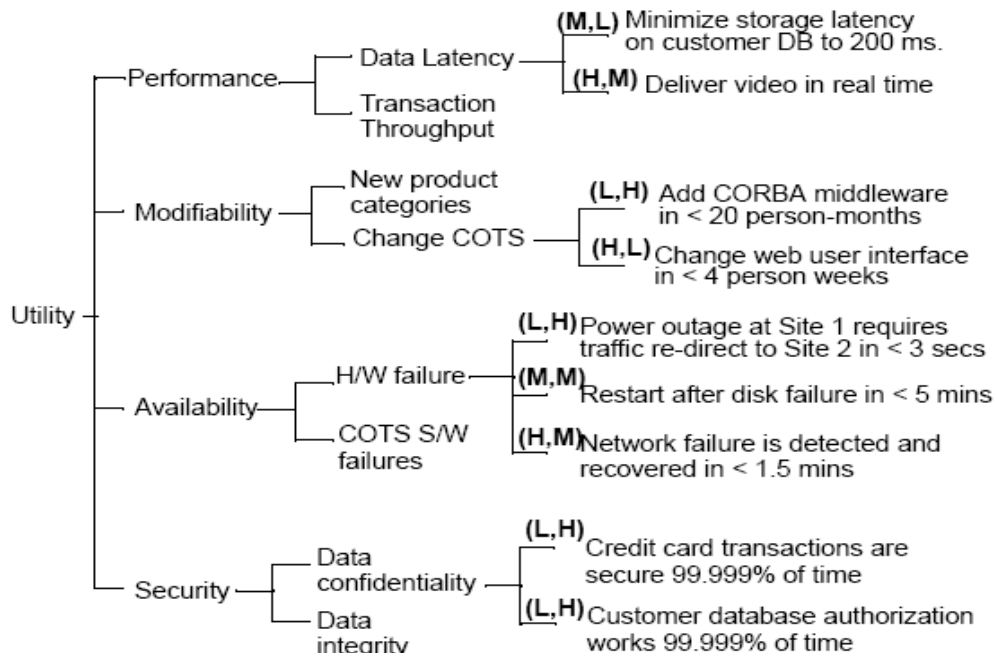 (M,L) Minimize storage latency
on customer DB to 200 ms.
Data Latency
Performance
(H,M) Deliver video in real time
Transaction
Throughput
New product
categories
(L,H) Add CORBA middleware
in < 20 person-months
Modifiability
Change COTS
(H,L) Change web user interface
in < 4 person weeks
Utility
(L,H) Power outage at Site 1 requires
traffic re-direct to Site 2 in < 3 secs
H/W failure
(M,M) Restart after disk failure in < 5 mins
Availability
COTS S/W
failures
(H,M) Network failure is detected and
recovered in < 1.5 mins
(L,H) Credit card transactions are
secure 99.999% of time
Data
confidentiality
Security
(L,H) Customer database authorization
works 99.999% of time
Data
integrity